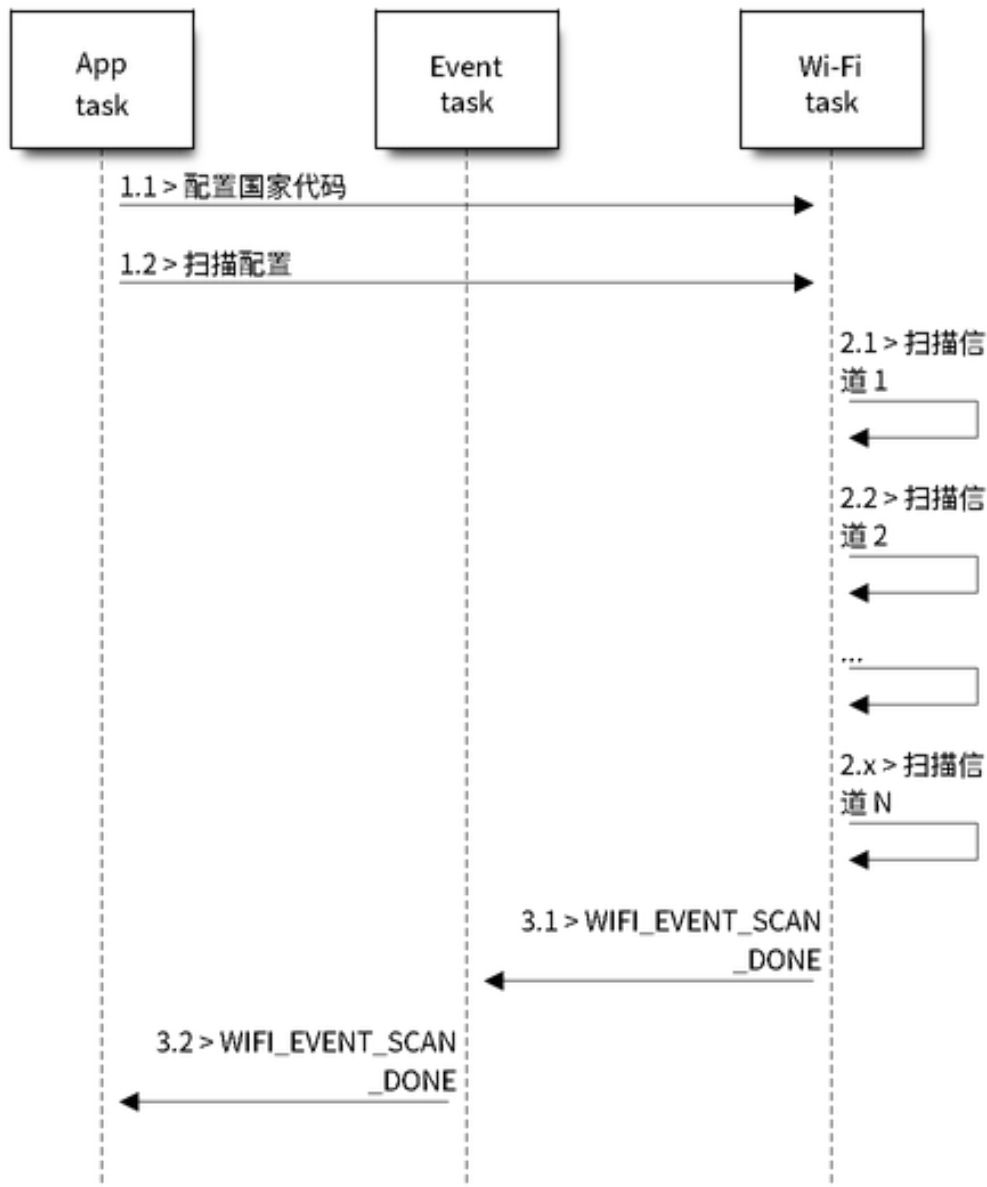 App
task
Event
task
Wi-Fi
task
1.1 > 配置国家代码
1.2 > 扫描配置
2.1 > 扫描信
道 1
2.2 > 扫描信
道 2
...
2.x > 扫描信
道 N
3.1 > WIFI_EVENT_SCAN
_DONE
3.2 > WIFI_EVENT_SCAN
_DONE